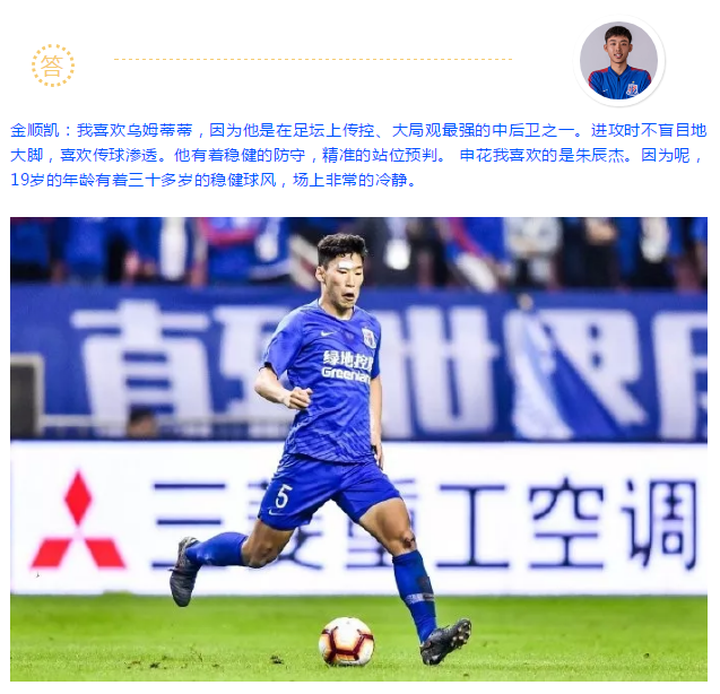 答
金顺凯：我喜欢乌姆蒂蒂，因为他是在足坛上传控、大局观最强的中后卫之一。进攻时不盲目地
大脚，喜欢传球渗透。他有着稳健的防守，精准的站位预判。 申花我喜欢的是朱辰杰。因为呢，
19岁的年龄有着三十多岁的稳健球风，场上非常的冷静。
直到世界尽
绿地控股
Greenland
5
三菱重工空调